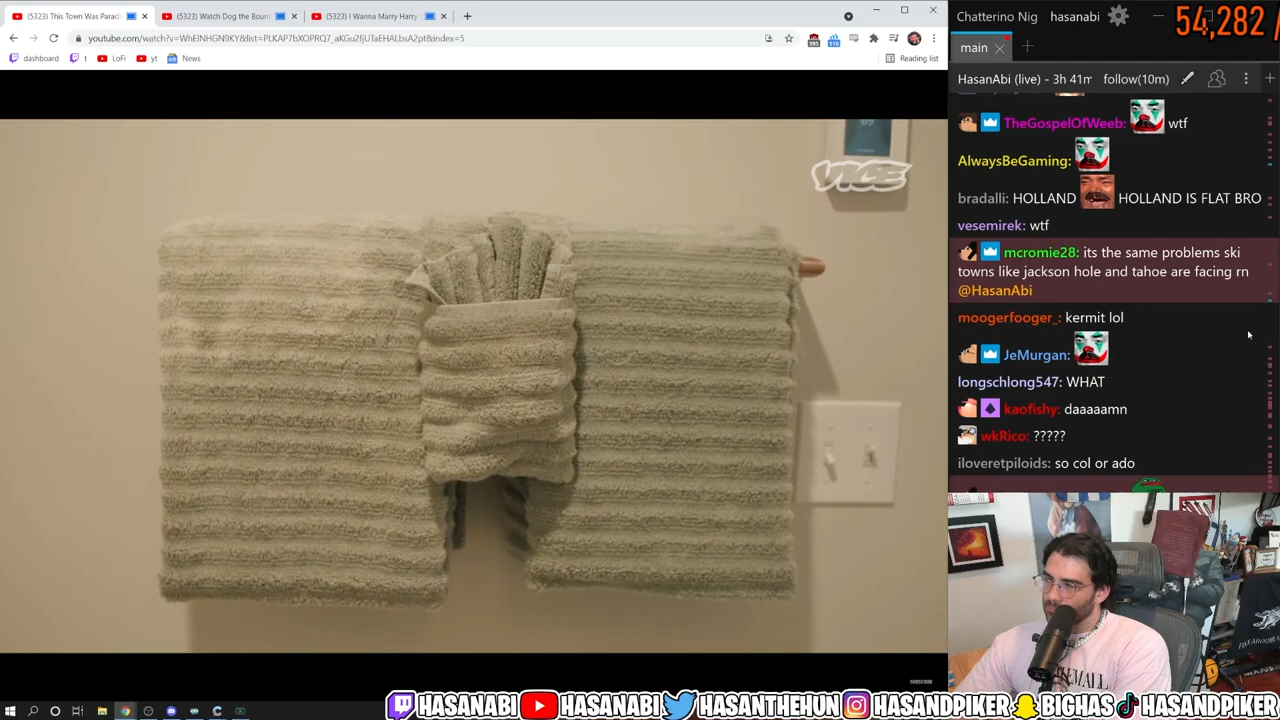 (5323) This Town Was Parad
(5323) Watch Dog the Boun
(5323) I Wanna Marry Harry
youtube.com/watch?v=WhElNHGN9KY&list=PLKAP7bXOPRQ7_aKGu2fjUTaEHALbsA2pt&index=5
dashboard
t
LoFi
yt
News
Reading list
VICE
SUBSCRIBE
Chatterino Nig
hasanabi
54,282 /
main
HasanAbi (live) - 3h 41m
follow(10m)
TheGospelOfWeeb: wtf
AlwaysBeGaming:
bradalli: HOLLAND HOLLAND IS FLAT BRO
vesemirek: wtf
mcromie28: its the same problems ski
towns like jackson hole and tahoe are facing rn
@HasanAbi
moogerfooger_: kermit lol
JeMurgan:
longschlong547: WHAT
kaofishy: daaaaamn
wkRico: ?????
iloveretpiloids: so col or ado
HASANABI HASANABI HASANTHEHUN HASANDPIKER BIGHAS HASANDPIKER